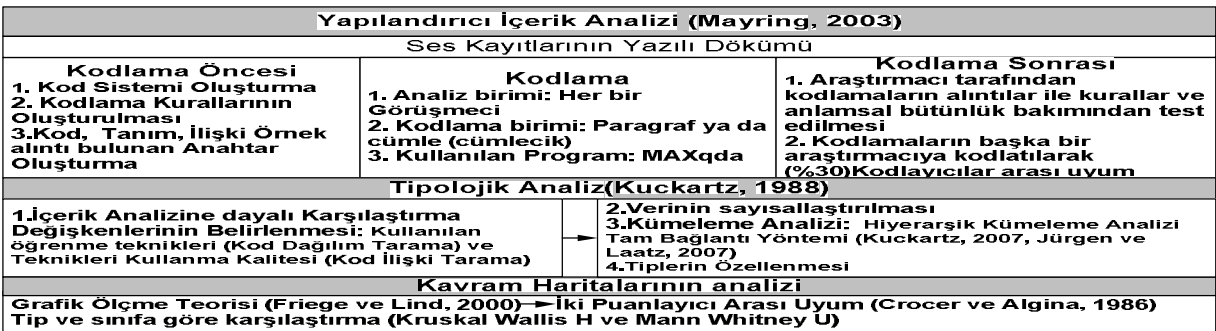 Yapılandırıcı İçerik Analizi (Mayring, 2003)
Ses Kayıtlarının Yazılı Dökümü
Kodlama Öncesi
1. Kod Sistemi Oluşturma
2. Kodlama Kurallarının
Oluşturulması
3.Kod, Tanım, İlişki Örnek
alıntı bulunan Anahtar
Oluşturma
Kodlama
1. Analiz birimi: Her bir
Görüşmeci
2. Kodlama birimi: Paragraf ya da
cümle (cümlecik)
3. Kullanılan Program: MAXqda
Kodlama Sonrası
1. Araştırmacı tarafından
kodlamaların alıntılar ile kurallar ve
anlamsal bütünlük bakımından test
edilmesi
2. Kodlamaların başka bir
araştırmacıya kodlatılarak
(%30)Kodlayıcılar arası uyum
Tipolojik Analiz(Kuckartz, 1988)
1.İçerik Analizine dayalı Karşılaştırma
Değişkenlerinin Belirlenmesi: Kullanılan
öğrenme teknikleri (Kod Dağılım Tarama) ve
Teknikleri Kullanma Kalitesi (Kod İlişki Tarama)
2.Verinin sayısallaştırılması
3.Kümeleme Analizi: Hiyerarşik Kümeleme Analizi
Tam Bağlantı Yöntemi (Kuckartz, 2007, Jürgen ve
Laatz, 2007)
4.Tiplerin Özellenmesi
Kavram Haritalarının analizi
Grafik Ölçme Teorisi (Friege ve Lind, 2000) İki Puanlayıcı Arası Uyum (Crocer ve Algina, 1986)
Tip ve sınıfa göre karşılaştırma (Kruskal Wallis H ve Mann Whitney U)